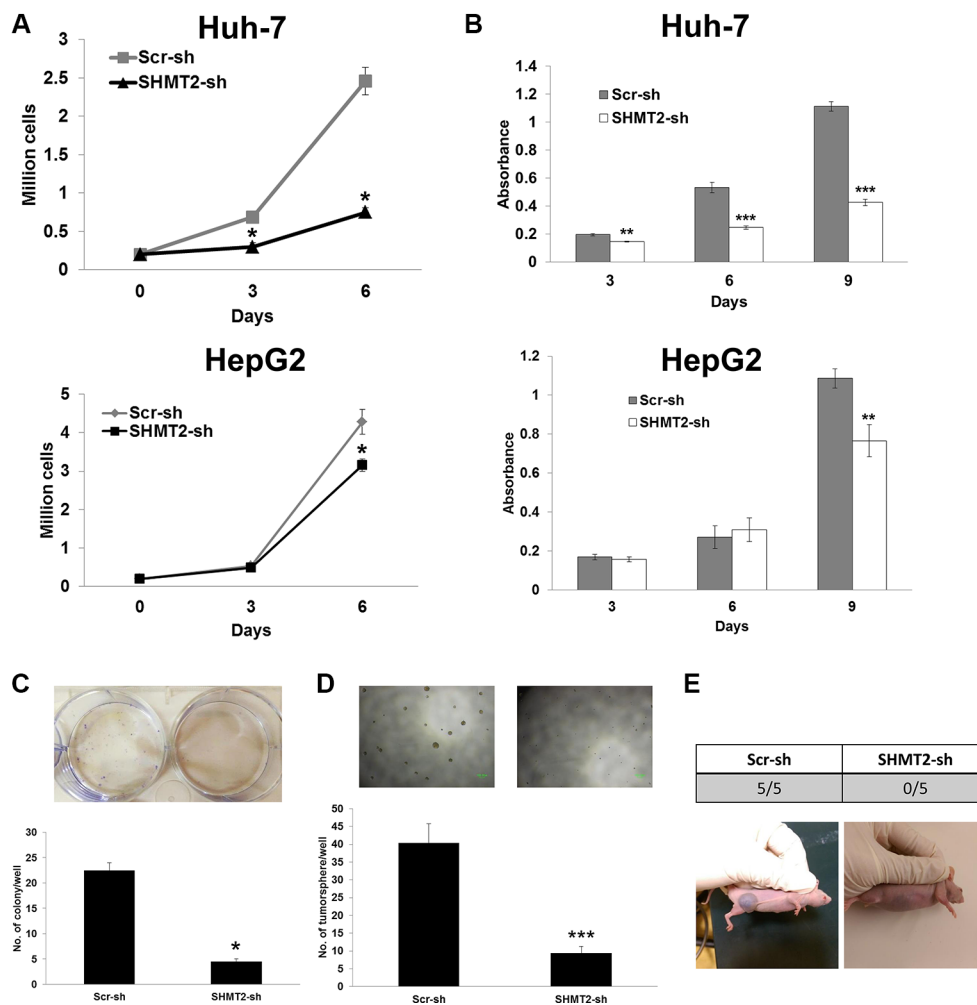 A
Huh-7
3
2.5
2
1.5
1
0.5
0
Million cells
Scr-sh
SHMT2-sh
*
*
0 3 6
Days
HepG2
5
4
3
2
1
0
Million cells
Scr-sh
SHMT2-sh
*
0 3 6
Days
B
Huh-7
1.4
1.2
1
0.8
0.6
0.4
0.2
0
Absorbance
Scr-sh
SHMT2-sh
**
***
***
3 6 9
Days
HepG2
1.2
1
0.8
0.6
0.4
0.2
0
Absorbance
Scr-sh
SHMT2-sh
**
3 6 9
Days
C
30
25
20
15
10
5
0
No. of colony/well
*
Scr-sh SHMT2-sh
D
50
45
40
35
30
25
20
15
10
5
0
No. of tumorsphere/well
***
Scr-sh SHMT2-sh
E
Scr-sh SHMT2-sh
5/5 0/5